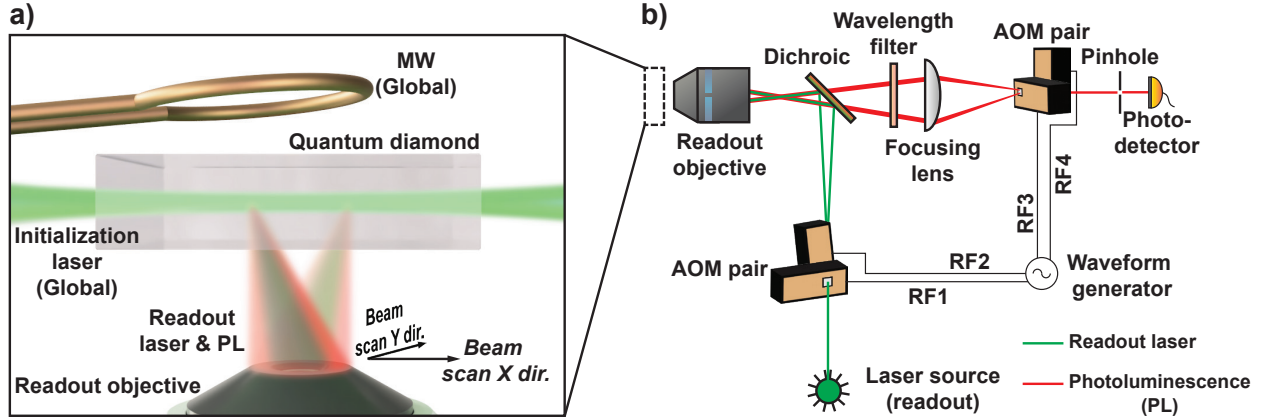 a)
MW
(Global)
Quantum diamond
Initialization
laser
(Global)
Readout
laser & PL
Beam
scan Y dir.
Beam
scan X dir.
Readout objective
b)
Wavelength
filter
AOM pair
Dichroic
Pinhole
Readout
objective
Focusing
lens
Photo-
detector
RF3
RF4
AOM pair
RF2
RF1
Waveform
generator
Readout laser
Laser source
(readout)
Photoluminescence
(PL)